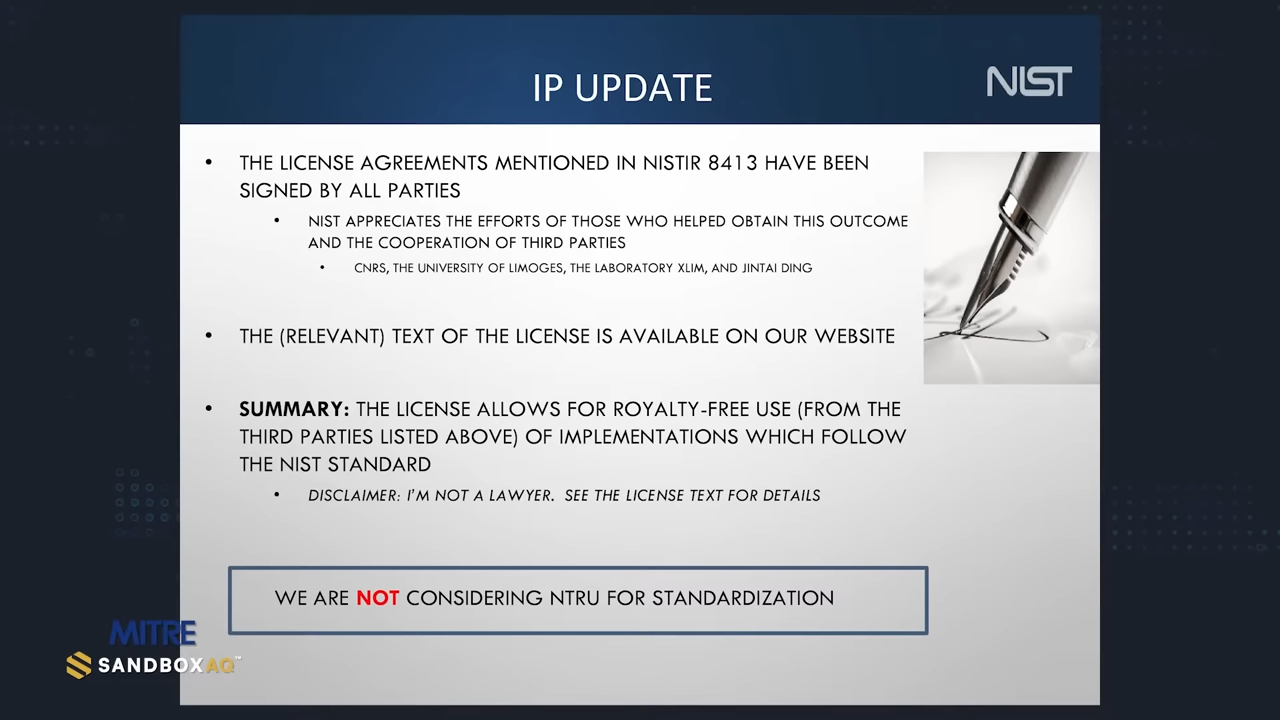 IP UPDATE
NIST
• THE LICENSE AGREEMENTS MENTIONED IN NISTIR 8413 HAVE BEEN
SIGNED BY ALL PARTIES
• NIST APPRECIATES THE EFFORTS OF THOSE WHO HELPED OBTAIN THIS OUTCOME
AND THE COOPERATION OF THIRD PARTIES
• CNRS, THE UNIVERSITY OF LIMOGES, THE LABORATORY XLIM, AND JINTAI DING
• THE (RELEVANT) TEXT OF THE LICENSE IS AVAILABLE ON OUR WEBSITE
• SUMMARY: THE LICENSE ALLOWS FOR ROYALTY-FREE USE (FROM THE
THIRD PARTIES LISTED ABOVE) OF IMPLEMENTATIONS WHICH FOLLOW
THE NIST STANDARD
• DISCLAIMER: I'M NOT A LAWYER. SEE THE LICENSE TEXT FOR DETAILS
WE ARE NOT CONSIDERING NTRU FOR STANDARDIZATION
MITRE
SANDBOXAQ™